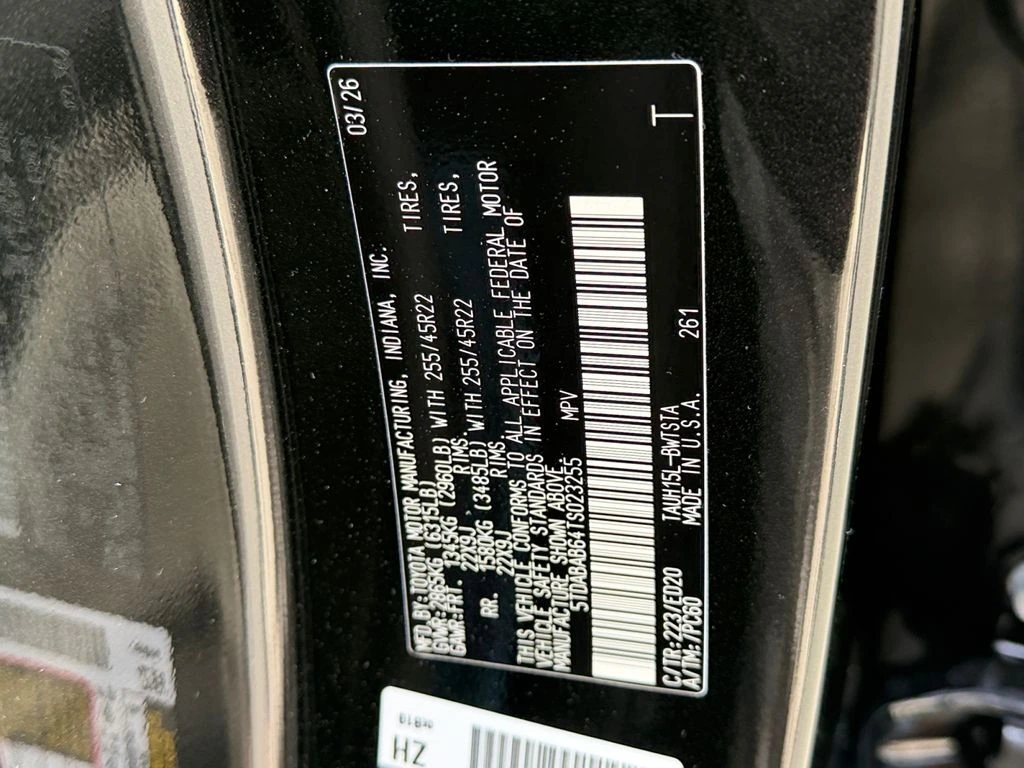 MFD.BY:TOYOTA MOTOR MANUFACTURING, INDIANA, INC. 03/26
GVWR:2865KG (6315LB)
GAWR:FRT. 1345KG (2960LB) WITH 255/45R22 TIRES,
22X9J RIMS.
RR. 1580KG (3485LB) WITH 255/45R22 TIRES,
22X9J RIMS.
THIS VEHICLE CONFORMS TO ALL APPLICABLE FEDERAL MOTOR
VEHICLE SAFETY STANDARDS IN EFFECT ON THE DATE OF
MANUFACTURE SHOWN ABOVE.
5TDABAB64TS023255 MPV
C/TR:223/ED20 TAUH15L-BWTSTA 261 T
A/TM:/PC60 MADE IN U.S.A.
ZH